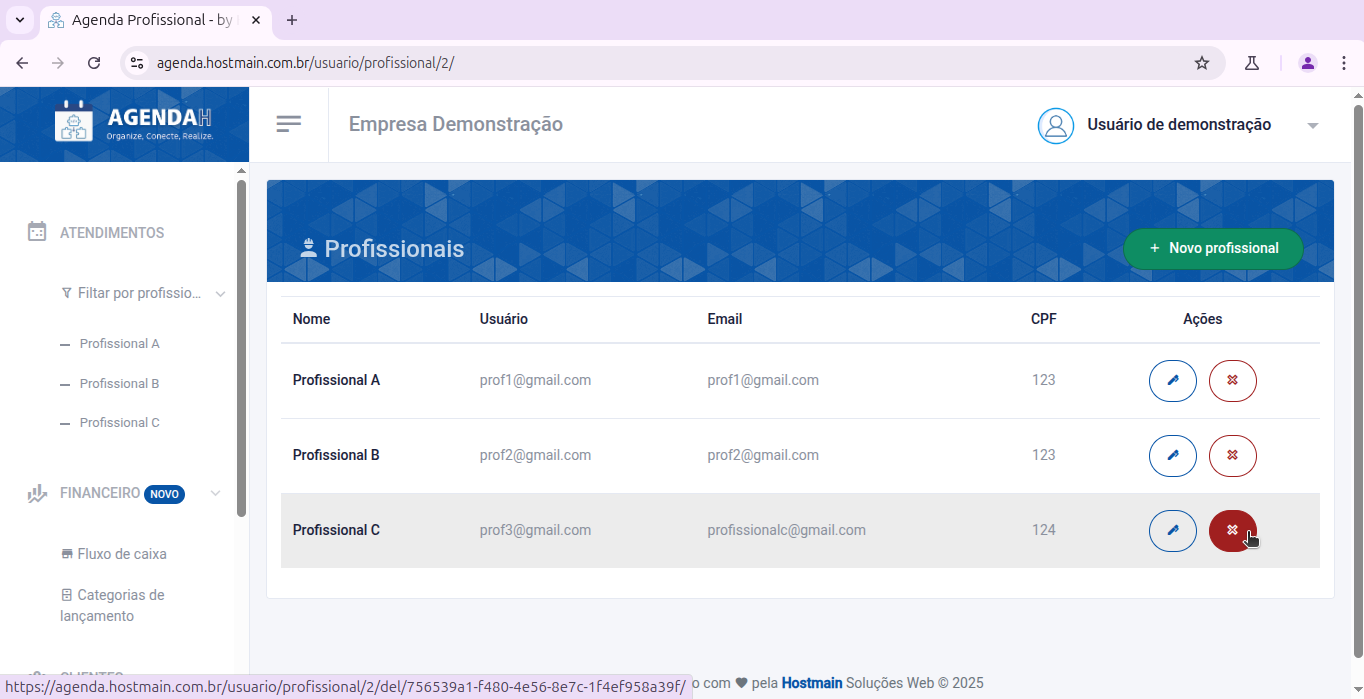 Agenda Profissional - by
agenda.hostmain.com.br/usuario/profissional/2/
AGENDAH
Organize, Conecte, Realize.
Empresa Demonstração
Usuário de demonstração
ATENDIMENTOS
Filtar por profissio...
Profissional A
Profissional B
Profissional C
FINANCEIRO NOVO
Fluxo de caixa
Categorias de
lançamento
Profissionais
+ Novo profissional
Nome Usuário Email CPF Ações
Profissional A prof1@gmail.com prof1@gmail.com 123
Profissional B prof2@gmail.com prof2@gmail.com 123
Profissional C prof3@gmail.com profissionalc@gmail.com 124
https://agenda.hostmain.com.br/usuario/profissional/2/del/756539a1-f480-4e56-8e7c-1f4ef958a39f/
com ♥ pela Hostmain Soluções Web © 2025